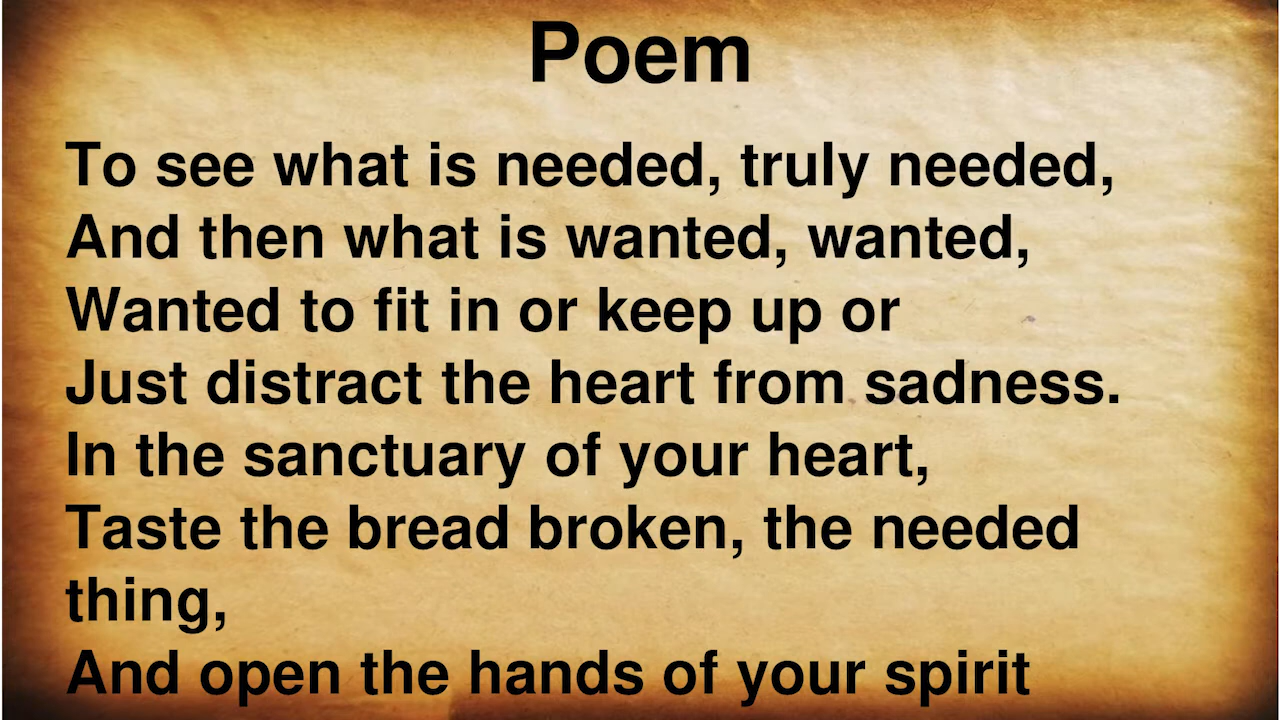 Poem
To see what is needed, truly needed,
And then what is wanted, wanted,
Wanted to fit in or keep up or
Just distract the heart from sadness.
In the sanctuary of your heart,
Taste the bread broken, the needed
thing,
And open the hands of your spirit